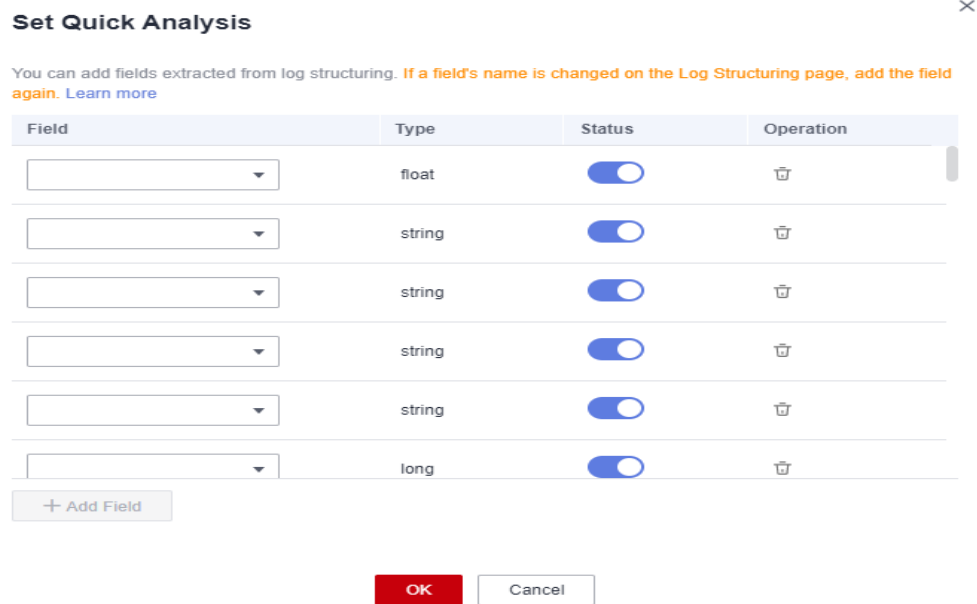 Set Quick Analysis
You can add fields extracted from log structuring. If a field's name is changed on the Log Structuring page, add the field
again. Learn more
Field Type Status Operation
float
string
string
string
string
long
+ Add Field
OK Cancel